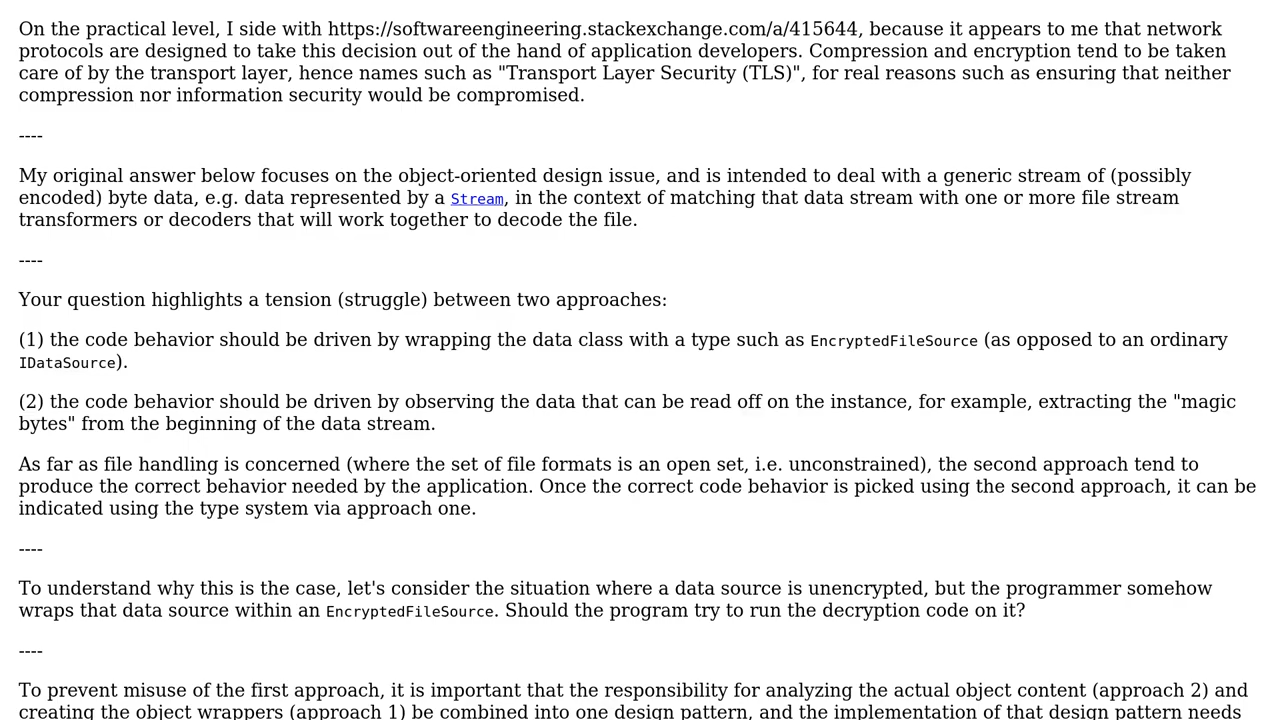 On the practical level, I side with https://softwareengineering.stackexchange.com/a/415644, because it appears to me that network
protocols are designed to take this decision out of the hand of application developers. Compression and encryption tend to be taken
care of by the transport layer, hence names such as "Transport Layer Security (TLS)", for real reasons such as ensuring that neither
compression nor information security would be compromised.
----
My original answer below focuses on the object-oriented design issue, and is intended to deal with a generic stream of (possibly
encoded) byte data, e.g. data represented by a Stream, in the context of matching that data stream with one or more file stream
transformers or decoders that will work together to decode the file.
----
Your question highlights a tension (struggle) between two approaches:
(1) the code behavior should be driven by wrapping the data class with a type such as EncryptedFileSource (as opposed to an ordinary
IDataSource).
(2) the code behavior should be driven by observing the data that can be read off on the instance, for example, extracting the "magic
bytes" from the beginning of the data stream.
As far as file handling is concerned (where the set of file formats is an open set, i.e. unconstrained), the second approach tend to
produce the correct behavior needed by the application. Once the correct code behavior is picked using the second approach, it can be
indicated using the type system via approach one.
----
To understand why this is the case, let's consider the situation where a data source is unencrypted, but the programmer somehow
wraps that data source within an EncryptedFileSource. Should the program try to run the decryption code on it?
----
To prevent misuse of the first approach, it is important that the responsibility for analyzing the actual object content (approach 2) and
creating the object wrappers (approach 1) be combined into one design pattern, and the implementation of that design pattern needs